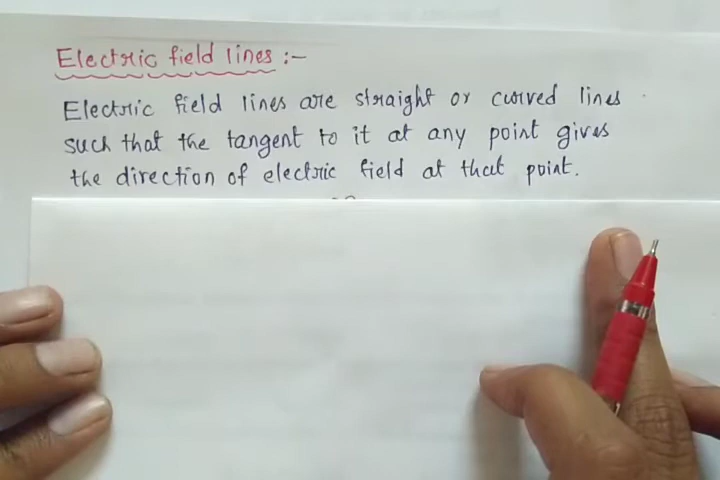 Electric field lines :-
Electric field lines are straight or curved lines
such that the tangent to it at any point gives
the direction of electric field at that point.